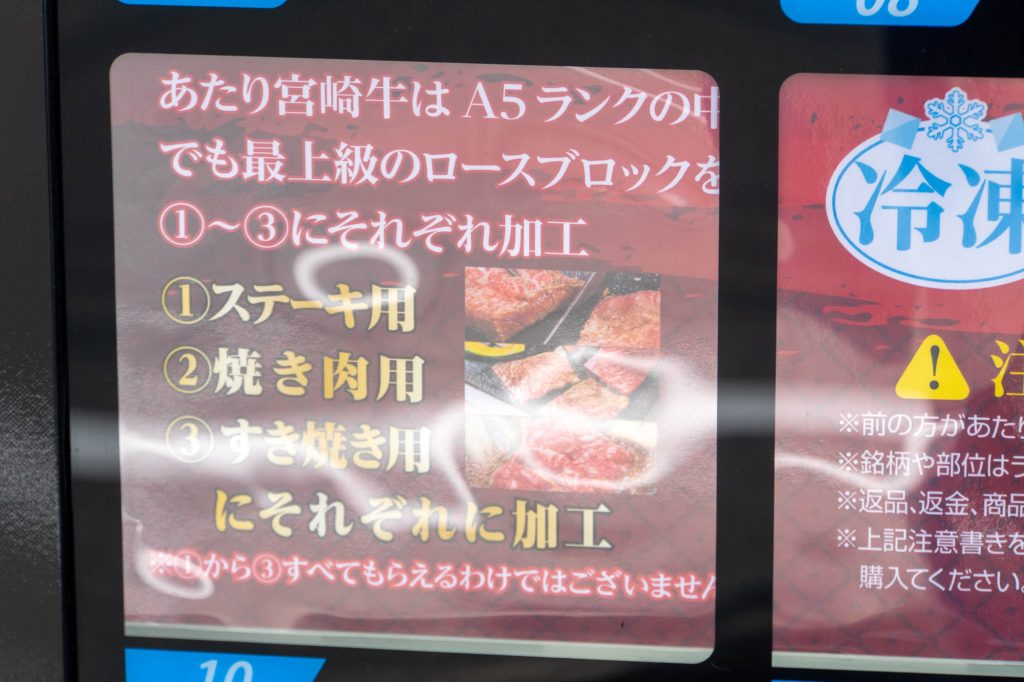 08
あたり宮崎牛は A5 ランクの中
でも最上級のロースブロックを
①～③にそれぞれ加工
①ステーキ用
②焼き肉用
③すき焼き用
にそれぞれに加工
※①から③すべてもらえるわけではございません
10
冷凍
注
※前の方があたり
※銘柄や部位はラ
※返品、返金、商品
※上記注意書きを
購入てください。